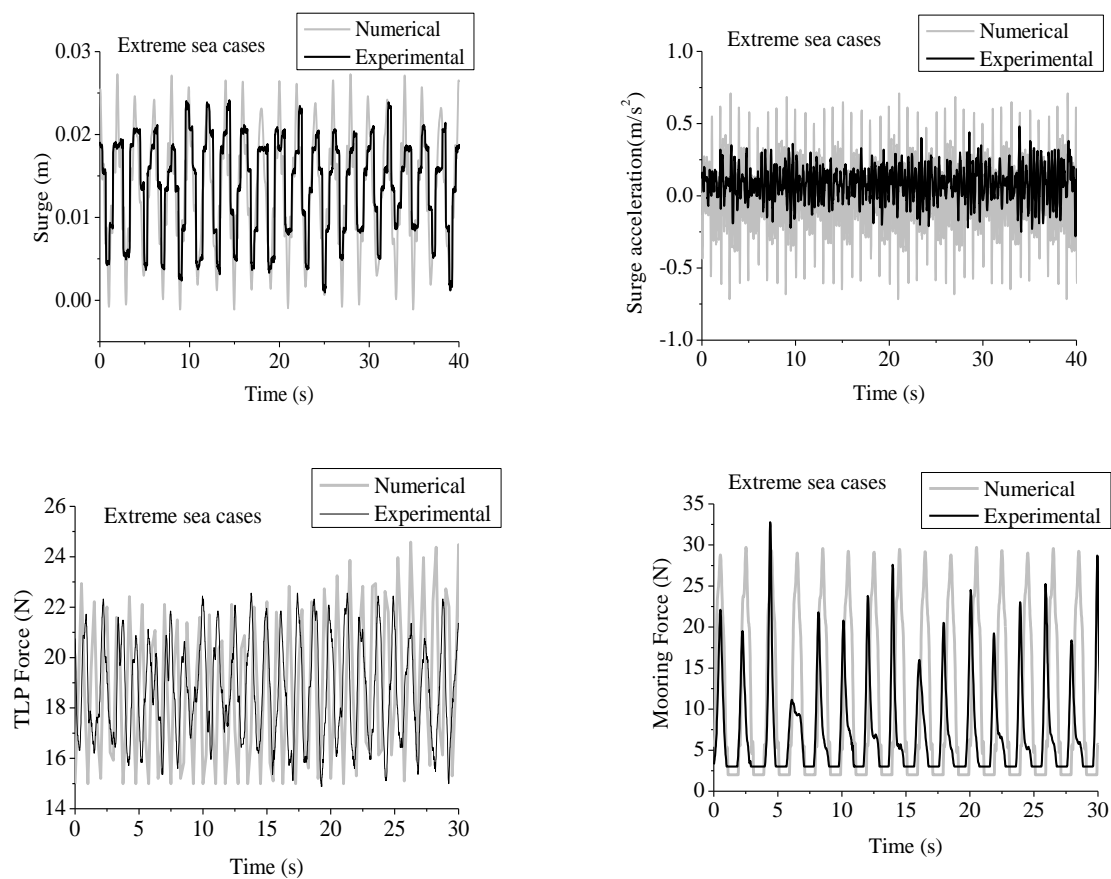 Numerical
Experimental
Extreme sea cases
0.03
0.02
0.01
0.00
Surge (m)
0 10 20 30 40
Time (s)
Numerical
Experimental
Extreme sea cases
1.0
0.5
0.0
-0.5
-1.0
Surge acceleration(m/s²)
0 10 20 30 40
Time (s)
Numerical
Experimental
Extreme sea cases
26
24
22
20
18
16
14
TLP Force (N)
0 5 10 15 20 25 30
Time (s)
Numerical
Experimental
Extreme sea cases
35
30
25
20
15
10
5
0
Mooring Force (N)
0 5 10 15 20 25 30
Time (s)